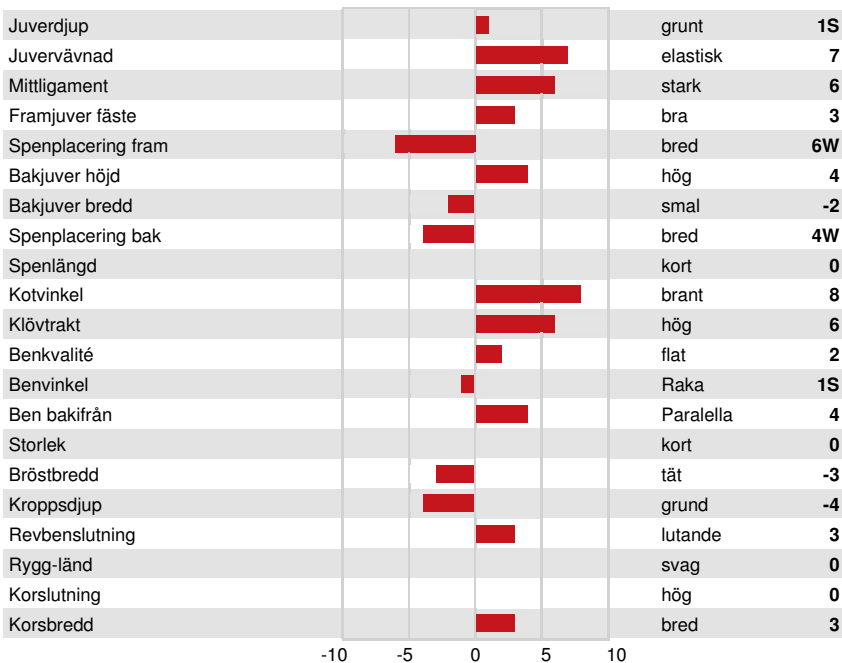 Juverdjup grunt 1S
Juvervävnad elastisk 7
Mittligament stark 6
Framjuver fäste bra 3
Spenplacering fram bred 6W
Bakjuver höjd hög 4
Bakjuver bredd smal -2
Spenplacering bak bred 4W
Spenlängd kort 0
Kotvinkel brant 8
Klövtrakt hög 6
Benkvalité flat 2
Benvinkel Raka 1S
Ben bakifrån Paralella 4
Storlek kort 0
Bröstbredd tät -3
Kroppsdjup grund -4
Revbenslutning lutande 3
Rygg-länd svag 0
Korslutning hög 0
Korsbredd bred 3
-10 -5 0 5 10